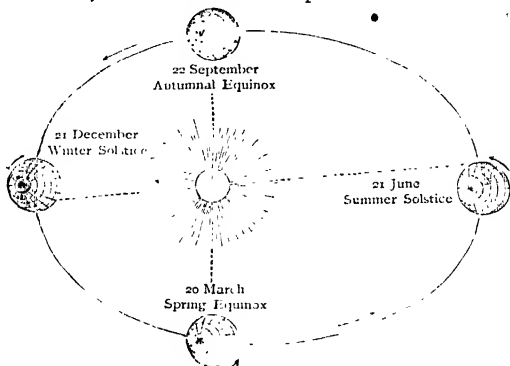 22 September
Autumnal Equinox
21 December
Winter Solstice
21 June
Summer Solstice
20 March
Spring Equinox